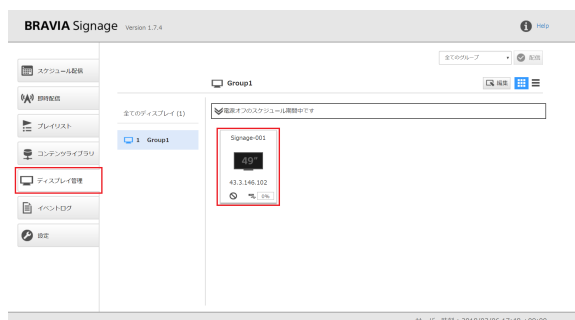 BRAVIA Signage Version 1.7.4
Help
全てのグループ
配信
スケジュール配信
Group1
編集
即時配信
全てのディスプレイ (1)
電源オフのスケジュール期間中です
プレイリスト
1 Group1
Signage-001
コンテンツライブラリ
49"
ディスプレイ管理
43.3.146.102
0%
イベントログ
設定